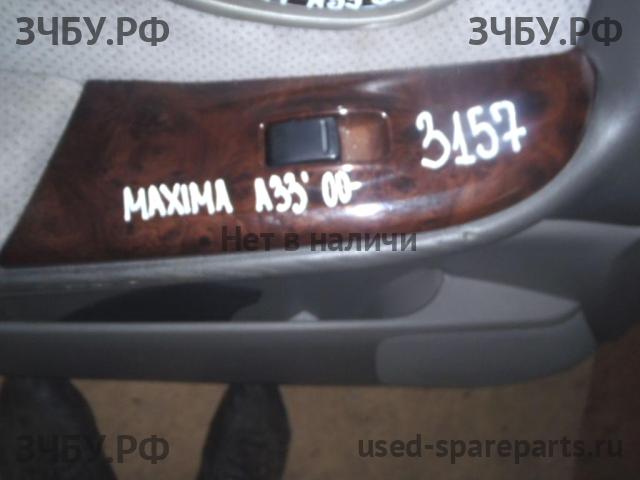 ЗЧБУ.РФ
ЗЧБУ.РФ
3157
MAXIMA A33' 00-
Нет в наличи
ЗЧБУ.РФ
used-spareparts.ru